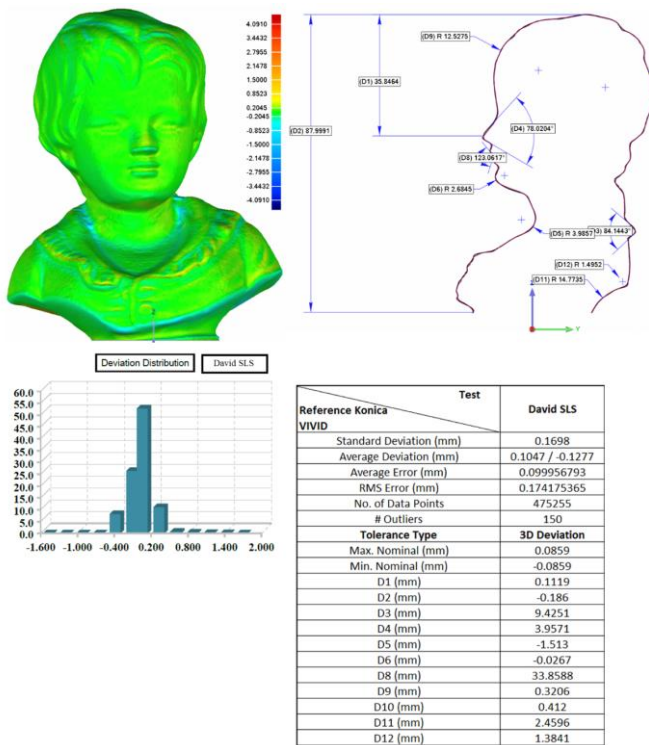 4.0910
3.4432
2.7955
2.1478
1.5000
0.8523
0.2045
-0.2045
-0.8523
-1.5000
-2.1478
-2.7955
-3.4432
-4.0910
Z
(D9) R 12.5275
(D1) 35.8464
(D2) 87.9991
(D4) 78.0204°
(D8) 123.0617°
(D6) R 2.6845
(D5) R 3.9857
D3) 84.1443°
(D12) R 1.4952
(D11) R 14.7735
Y
Deviation Distribution David SLS
60.0
55.0
50.0
45.0
40.0
35.0
30.0
25.0
20.0
15.0
10.0
5.0
0.0
-1.600 -1.000 -0.400 0.200 0.800 1.400 2.000
Test
Reference Konica
VIVID
David SLS
Standard Deviation (mm) 0.1698
Average Deviation (mm) 0.1047 / -0.1277
Average Error (mm) 0.099956793
RMS Error (mm) 0.174175365
No. of Data Points 475255
# Outliers 150
Tolerance Type 3D Deviation
Max. Nominal (mm) 0.0859
Min. Nominal (mm) -0.0859
D1 (mm) 0.1119
D2 (mm) -0.186
D3 (mm) 9.4251
D4 (mm) 3.9571
D5 (mm) -1.513
D6 (mm) -0.0267
D8 (mm) 33.8588
D9 (mm) 0.3206
D10 (mm) 0.412
D11 (mm) 2.4596
D12 (mm) 1.3841